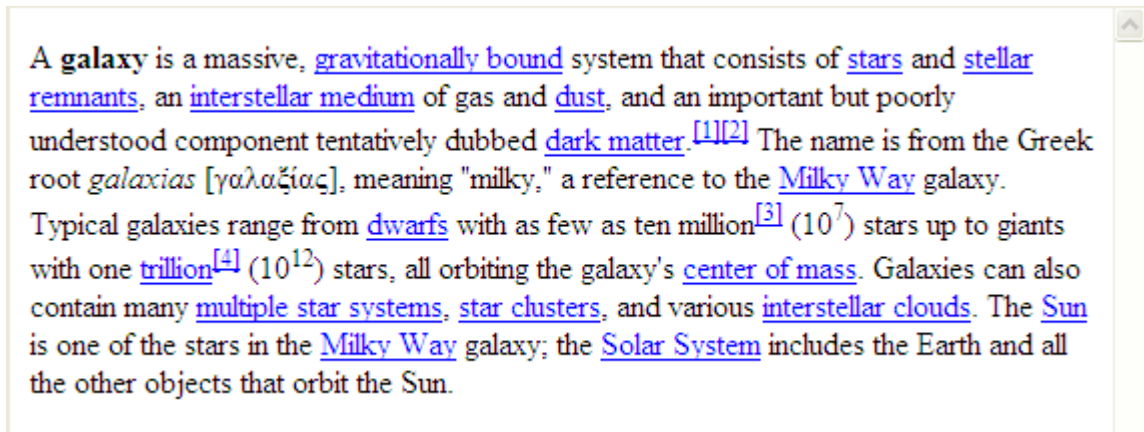 A galaxy is a massive, gravitationally bound system that consists of stars and stellar
remnants, an interstellar medium of gas and dust, and an important but poorly
understood component tentatively dubbed dark matter.[1][2] The name is from the Greek
root galaxias [γαλαξίας], meaning "milky," a reference to the Milky Way galaxy.
Typical galaxies range from dwarfs with as few as ten million[3] (10⁷) stars up to giants
with one trillion[4] (10¹²) stars, all orbiting the galaxy's center of mass. Galaxies can also
contain many multiple star systems, star clusters, and various interstellar clouds. The Sun
is one of the stars in the Milky Way galaxy; the Solar System includes the Earth and all
the other objects that orbit the Sun.